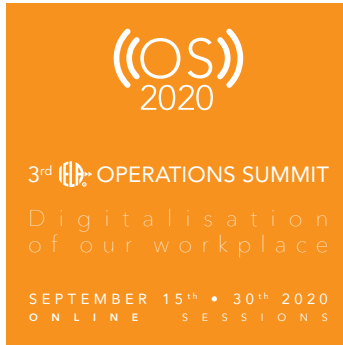 ((OS))
2020
3rd IELA® OPERATIONS SUMMIT
Digitalisation
of our workplace
SEPTEMBER 15th • 30th 2020
ONLINE SESSIONS